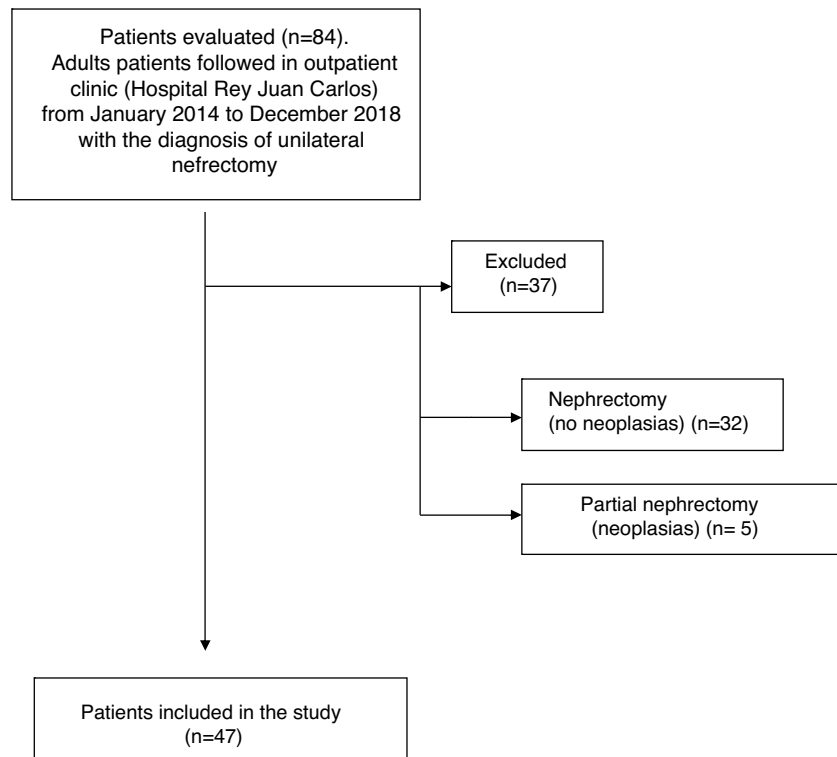 Patients evaluated (n=84).
Adults patients followed in outpatient
clinic (Hospital Rey Juan Carlos)
from January 2014 to December 2018
with the diagnosis of unilateral
nefrectomy
Excluded
(n=37)
Nephrectomy
(no neoplasias) (n=32)
Partial nephrectomy
(neoplasias) (n= 5)
Patients included in the study
(n=47)